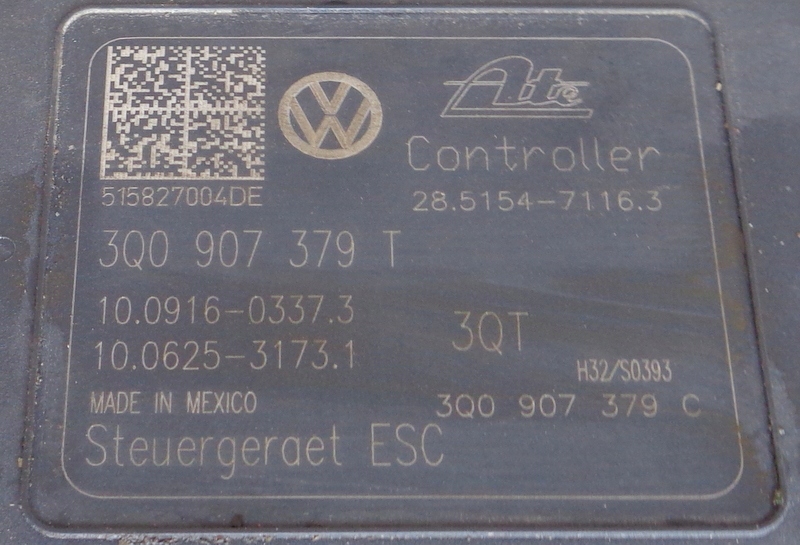 VW
Ate
Controller
515827004DE
28.5154-7116.3
3Q0 907 379 T
10.0916-0337.3
3QT
10.0625-3173.1
H32/S0393
MADE IN MEXICO
3Q0 907 379 C
Steuergeraet ESC